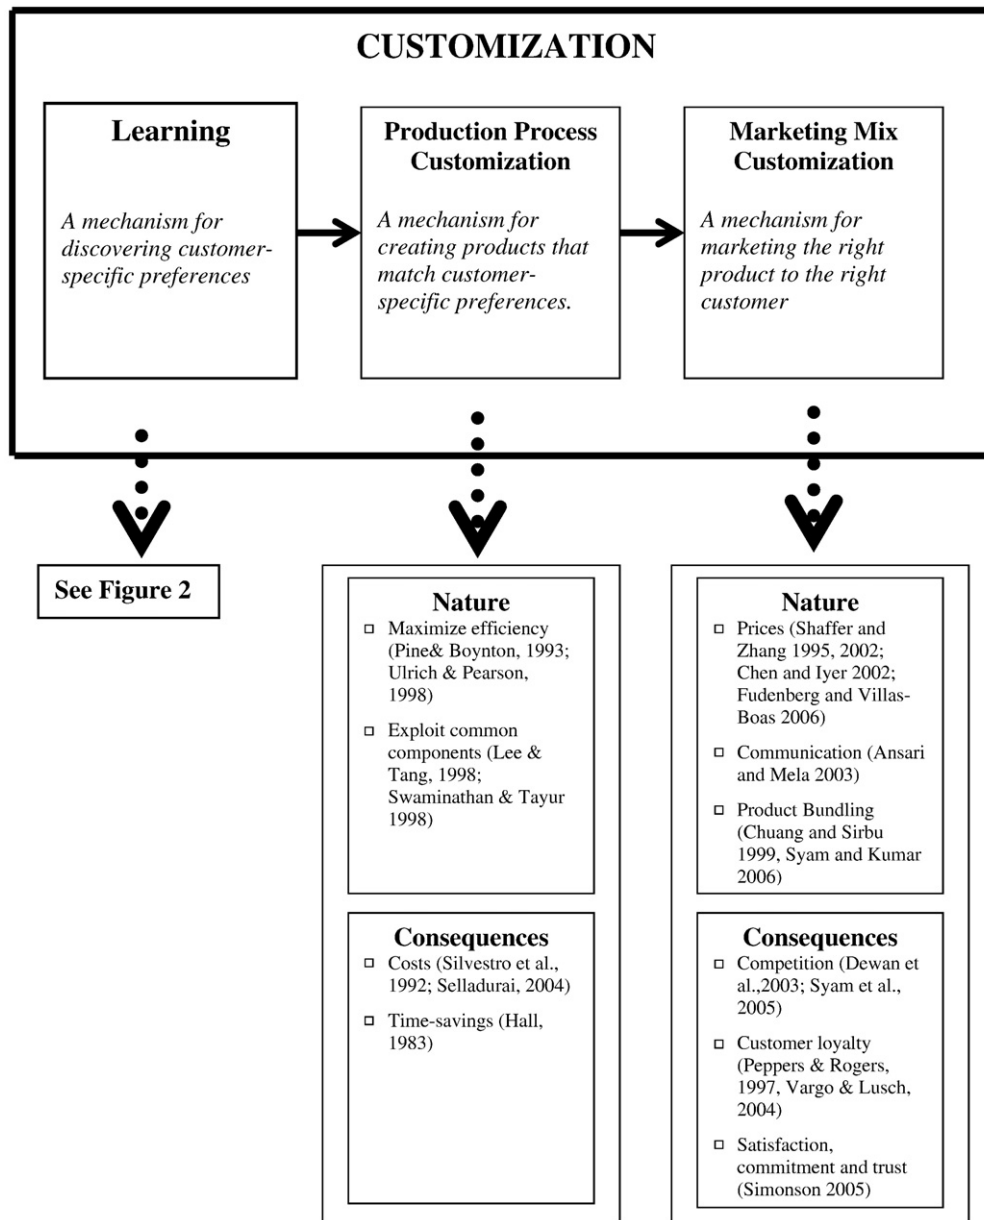 CUSTOMIZATION
Learning
A mechanism for
discovering customer-
specific preferences
Production Process
Customization
A mechanism for
creating products that
match customer-
specific preferences.
Marketing Mix
Customization
A mechanism for
marketing the right
product to the right
customer
See Figure 2
Nature
Maximize efficiency
(Pine& Boynton, 1993;
Ulrich & Pearson,
1998)
Exploit common
components (Lee &
Tang, 1998;
Swaminathan & Tayur
1998)
Consequences
Costs (Silvestro et al.,
1992; Selladurai, 2004)
Time-savings (Hall,
1983)
Nature
Prices (Shaffer and
Zhang 1995, 2002;
Chen and Iyer 2002;
Fudenberg and Villas-
Boas 2006)
Communication (Ansari
and Mela 2003)
Product Bundling
(Chuang and Sirbu
1999, Syam and Kumar
2006)
Consequences
Competition (Dewan et
al.,2003; Syam et al.,
2005)
Customer loyalty
(Peppers & Rogers,
1997, Vargo & Lusch,
2004)
Satisfaction,
commitment and trust
(Simonson 2005)